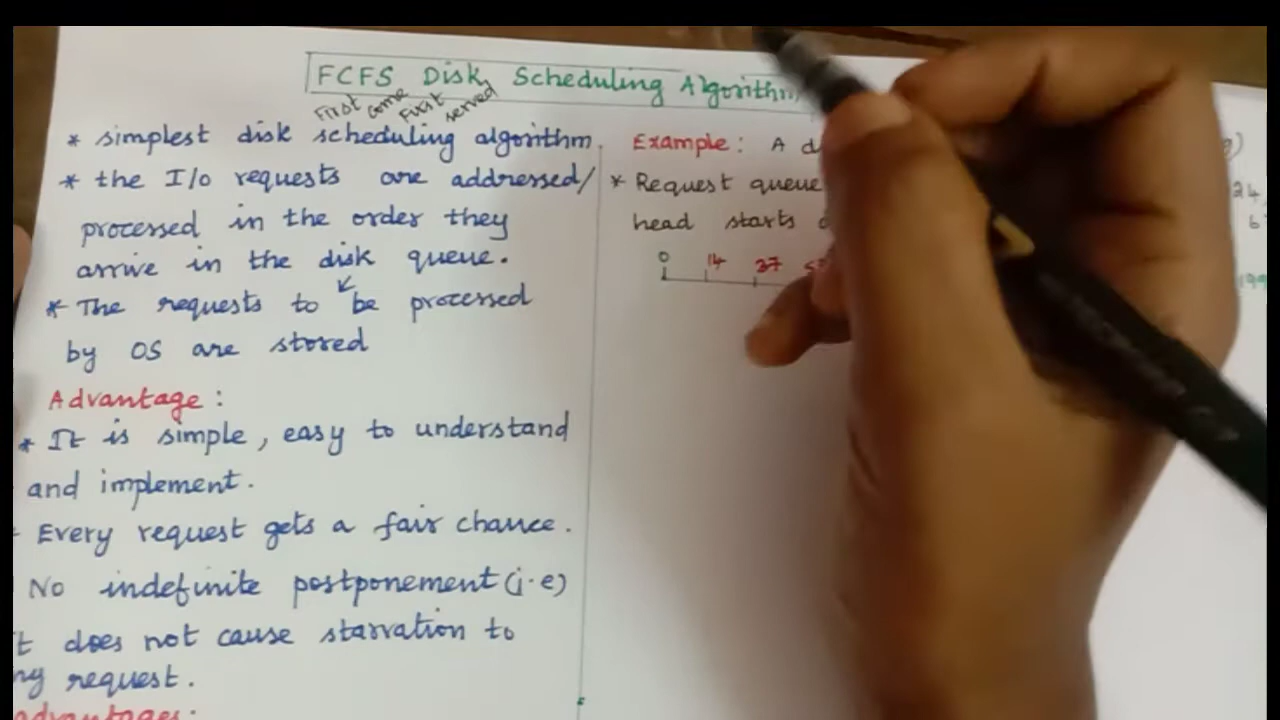 FCFS Disk Scheduling Algorithm
First Come First served
* simplest disk scheduling algorithm.
* the I/o requests are addressed/
processed in the order they
arrive in the disk queue.
* The requests to be processed
by OS are stored
Advantage :
* It is simple, easy to understand
and implement.
Every request gets a fair chance.
No indefinite postponement (i.e)
does not cause starvation to
request.
Example : A
* Request queue
head starts
0 14 37
24,
199